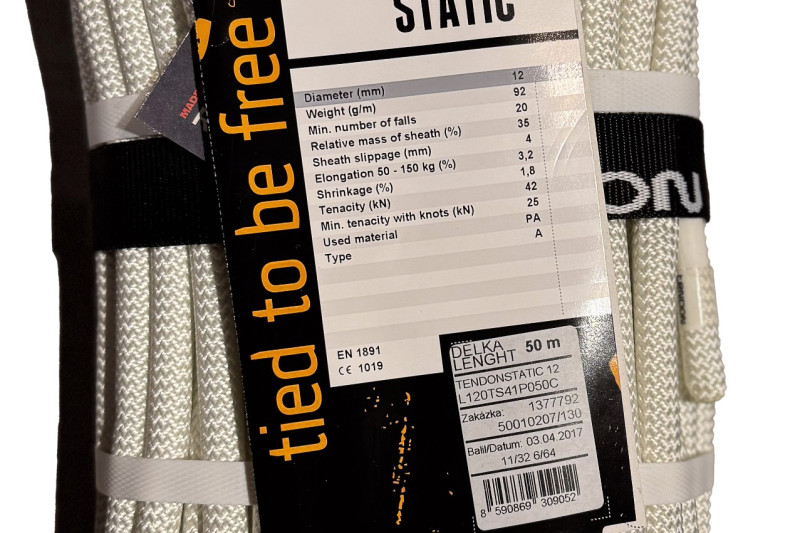 STATIC
MADE
tied to be free
Diameter (mm) 12
Weight (g/m) 92
Min. number of falls 20
Relative mass of sheath (%) 35
Sheath slippage (mm) 4
Elongation 50 - 150 kg (%) 3,2
Shrinkage (%) 1,8
Tenacity (kN) 42
Min. tenacity with knots (kN) 25
Used material PA
Type A
EN 1891
CE 1019
DELKA
LENGHT 50 m
TENDONSTATIC 12
L120TS41P050C
Zakázka: 1377792
50010207/130
Balil/Datum: 03.04.2017
11/32 6/64
8 590869 309052
ON